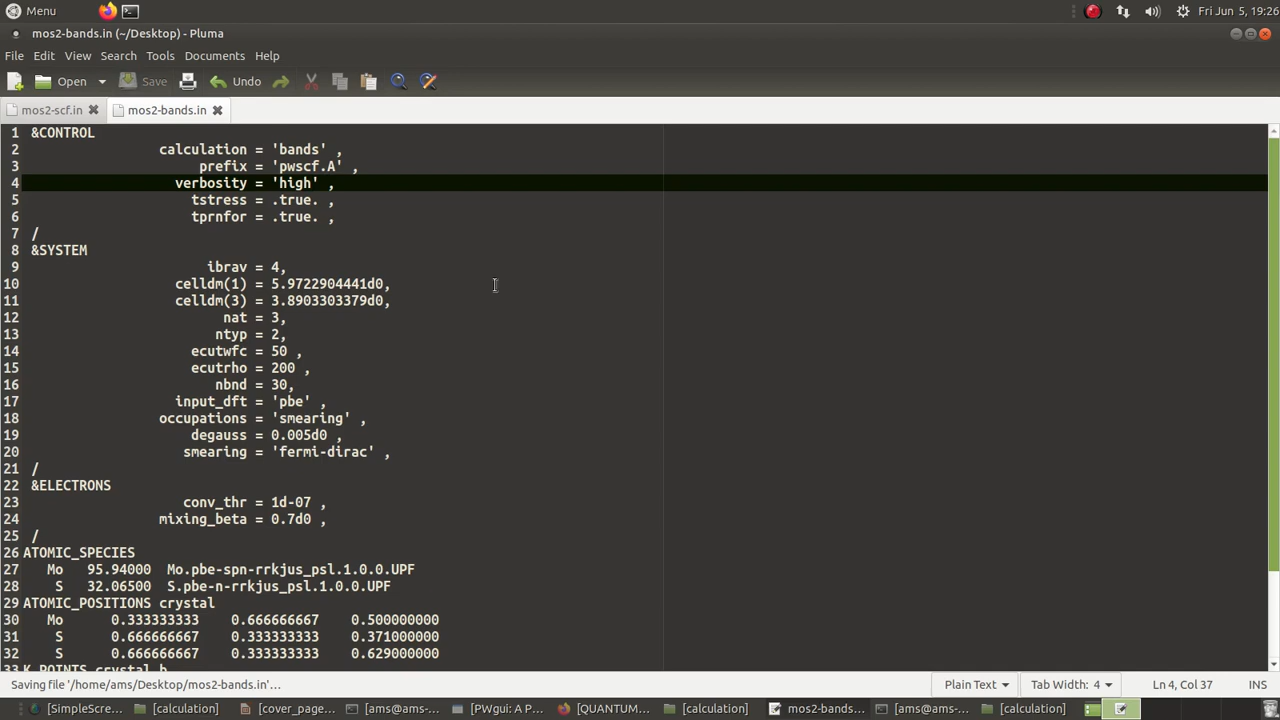 Menu
Fri Jun 5, 19:26
mos2-bands.in (~/Desktop) - Pluma
File Edit View Search Tools Documents Help
Open Save Undo
mos2-scf.in mos2-bands.in
1 &CONTROL
2 calculation = 'bands' ,
3 prefix = 'pwscf.A' ,
4 verbosity = 'high' ,
5 tstress = .true. ,
6 tprnfor = .true. ,
7 /
8 &SYSTEM
9 ibrav = 4,
10 celldm(1) = 5.9722904441d0,
11 celldm(3) = 3.8903303379d0,
12 nat = 3,
13 ntyp = 2,
14 ecutwfc = 50 ,
15 ecutrho = 200 ,
16 nbnd = 30,
17 input_dft = 'pbe' ,
18 occupations = 'smearing' ,
19 degauss = 0.005d0 ,
20 smearing = 'fermi-dirac' ,
21 /
22 &ELECTRONS
23 conv_thr = 1d-07 ,
24 mixing_beta = 0.7d0 ,
25 /
26 ATOMIC_SPECIES
27 Mo 95.94000 Mo.pbe-spn-rrkjus_psl.1.0.0.UPF
28 S 32.06500 S.pbe-n-rrkjus_psl.1.0.0.UPF
29 ATOMIC_POSITIONS crystal
30 Mo 0.333333333 0.666666667 0.500000000
31 S 0.666666667 0.333333333 0.371000000
32 S 0.666666667 0.333333333 0.629000000
33 K_POINTS crystal_b
Saving file '/home/ams/Desktop/mos2-bands.in'... Plain Text Tab Width: 4 Ln 4, Col 37 INS
[SimpleScre... [calculation] [cover_page... [ams@ams-... [PWgui: A P... [QUANTUM... [calculation] mos2-bands... [ams@ams-... [calculation]